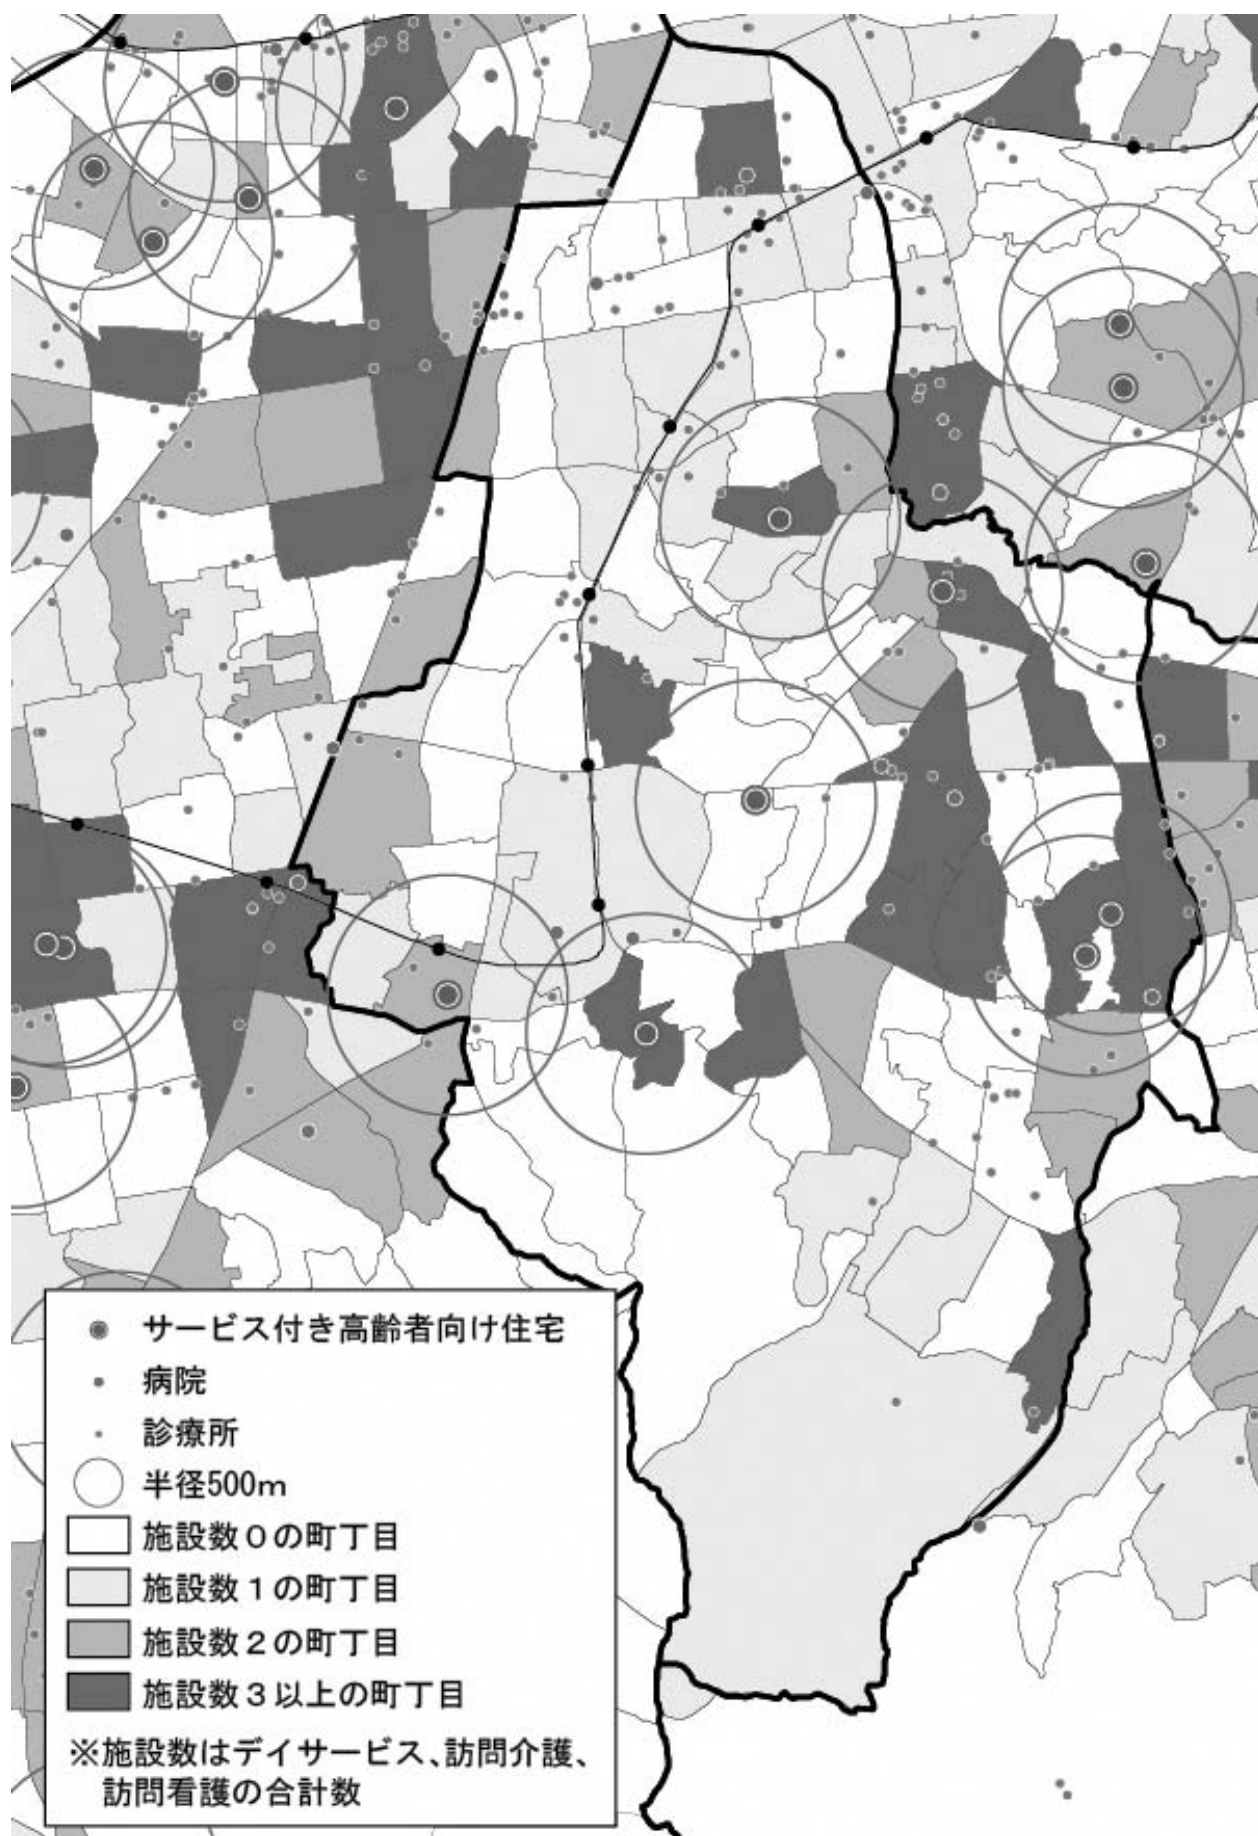 サービス付き高齢者向け住宅
病院
診療所
半径500m
施設数０の町丁目
施設数１の町丁目
施設数２の町丁目
施設数３以上の町丁目
※施設数はデイサービス、訪問介護、
訪問看護の合計数